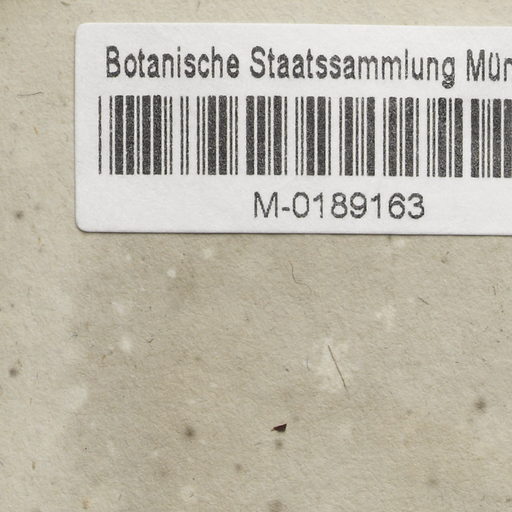 Botanische Staatssammlung Mün
M-0189163